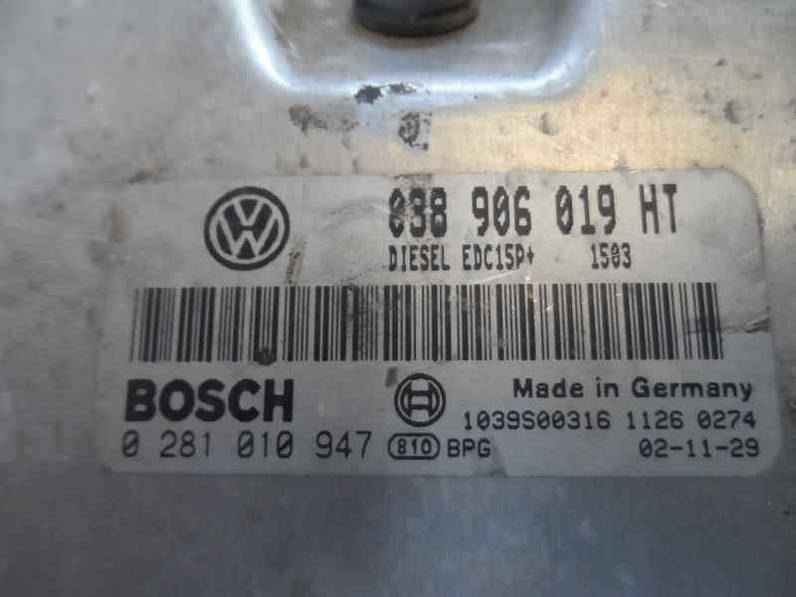 038 906 019 HT
DIESEL EDC15P+ 1503
BOSCH Made in Germany
1039S00316 1126 0274
0 281 010 947 810 BPG 02-11-29